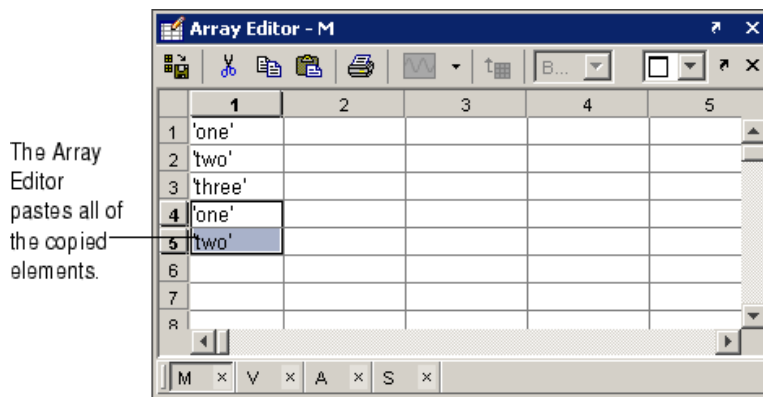 Array Editor - M
B...
1 2 3 4 5
1 'one'
2 'two'
3 'three'
4 'one'
5 'two'
6
7
8
The Array
Editor
pastes all of
the copied
elements.
M × V × A × S ×